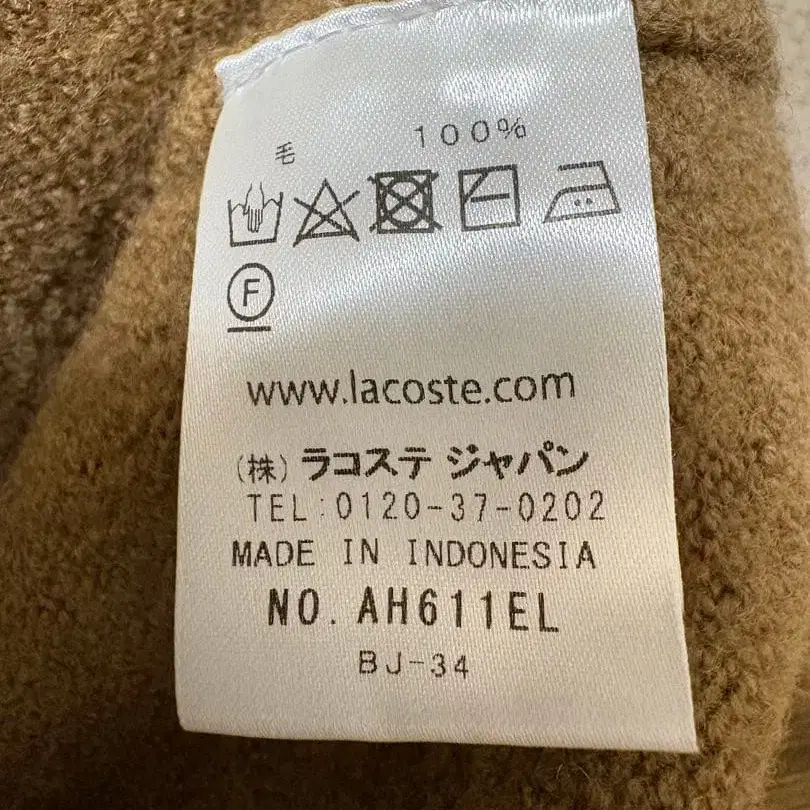 毛 100%
F
www.lacoste.com
(株) ラコステ ジャパン
TEL:0120-37-0202
MADE IN INDONESIA
NO. AH611EL
BJ-34